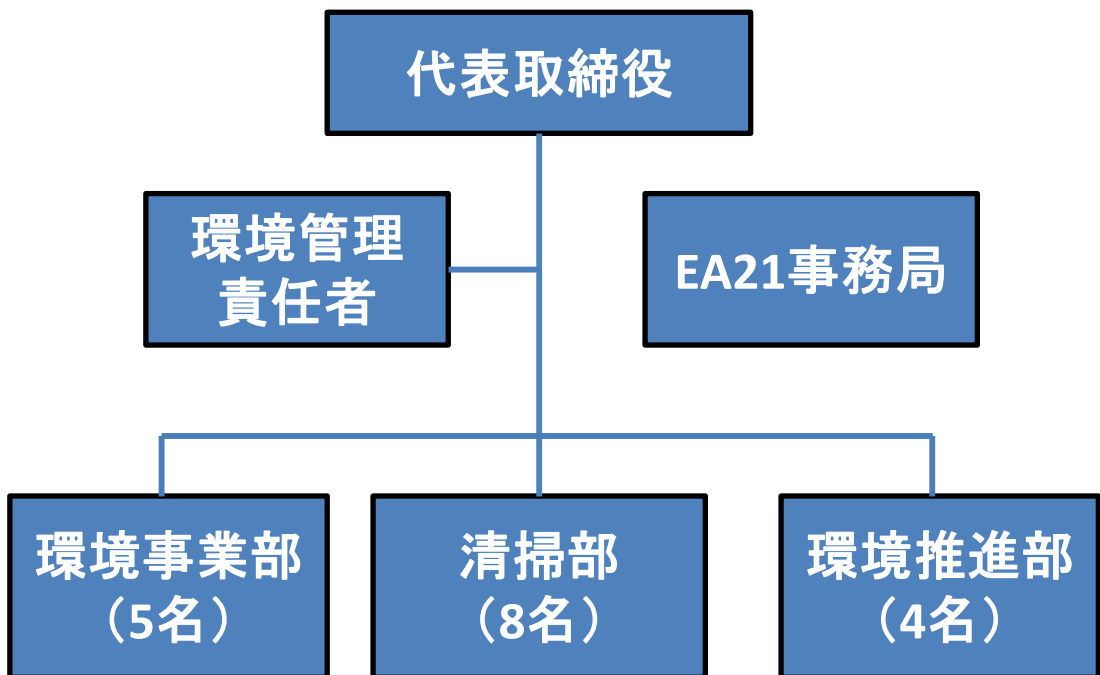 代表取締役
環境管理
責任者
EA21事務局
環境事業部
（5名）
清掃部
（8名）
環境推進部
（4名）